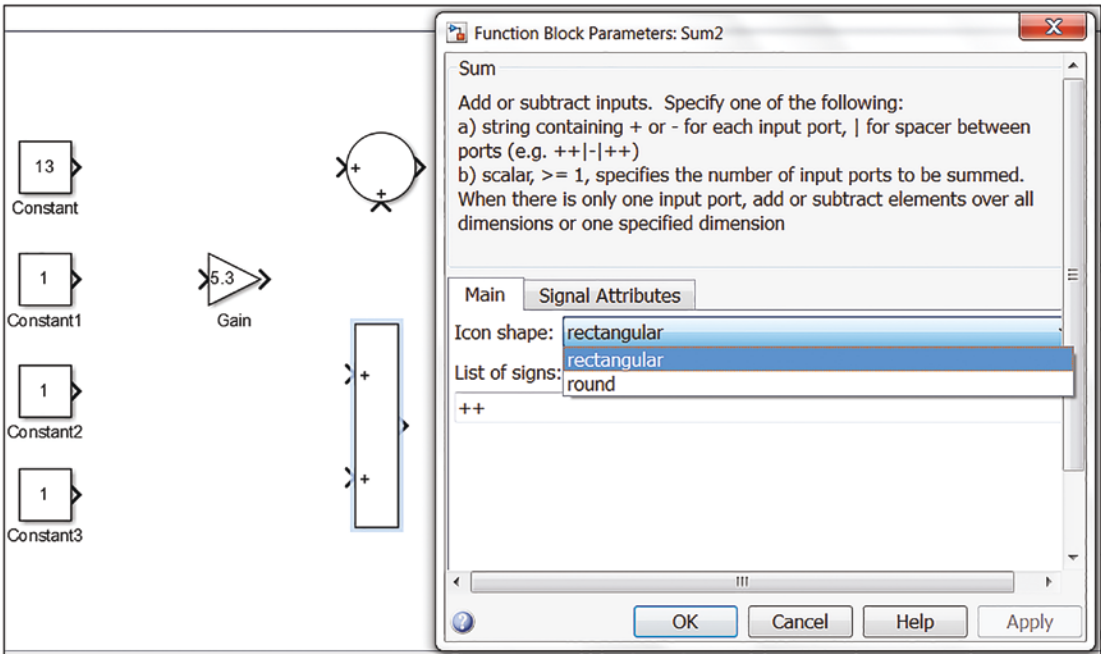 Function Block Parameters: Sum2
Sum
Add or subtract inputs.  Specify one of the following:
a) string containing + or - for each input port, | for spacer between
ports (e.g. ++|-|++)
b) scalar, >= 1, specifies the number of input ports to be summed.
When there is only one input port, add or subtract elements over all
dimensions or one specified dimension
Main
Signal Attributes
Icon shape:
rectangular
rectangular
round
List of signs:
++
OK
Cancel
Help
Apply
13
Constant
1
Constant1
1
Constant2
1
Constant3
5.3
Gain
+
+
+
+